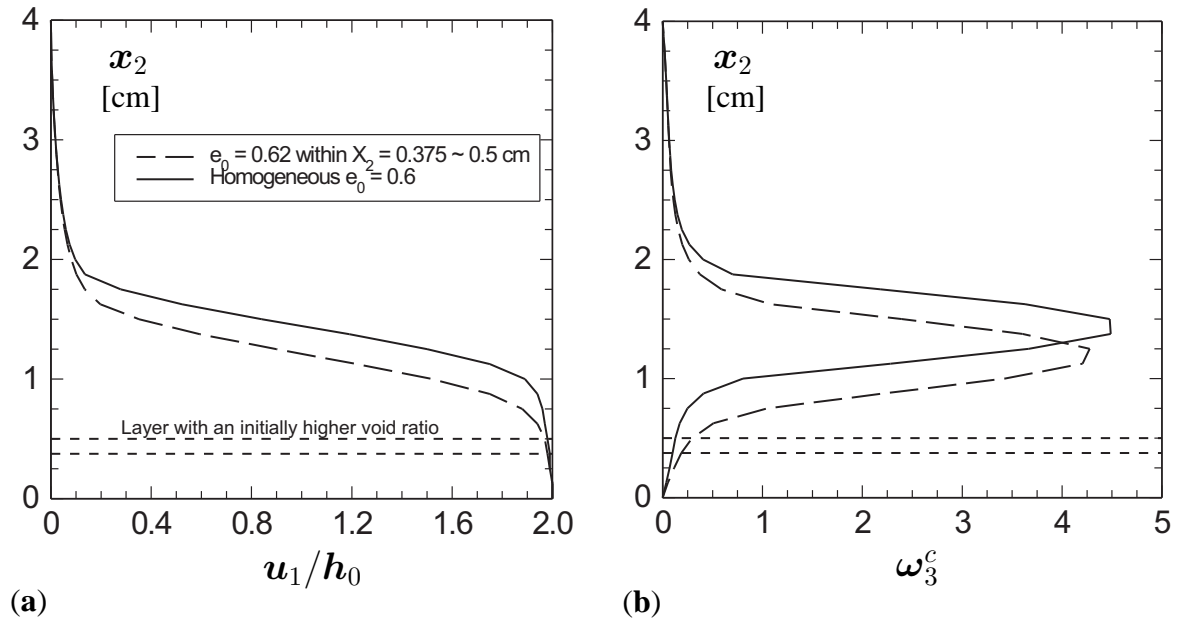 4
3
2
1
0
x₂
[cm]
e₀ = 0.62 within X₂ = 0.375 ~ 0.5 cm
Homogeneous e₀ = 0.6
Layer with an initially higher void ratio
0 0.4 0.8 1.2 1.6 2.0
u₁/h₀
(a)
4
3
2
1
0
x₂
[cm]
0 1 2 3 4 5
ω₃ᶜ
(b)